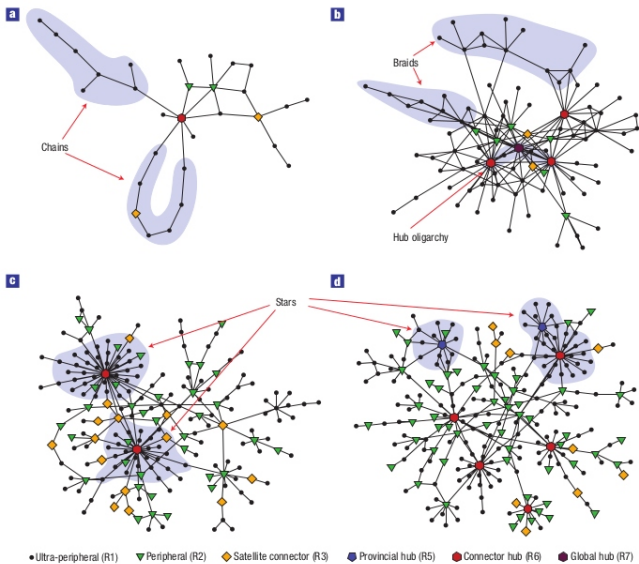 a
b
Braids
Chains
Hub oligarchy
c
d
Stars
Ultra-peripheral (R1) Peripheral (R2) Satellite connector (R3) Provincial hub (R5) Connector hub (R6) Global hub (R7)